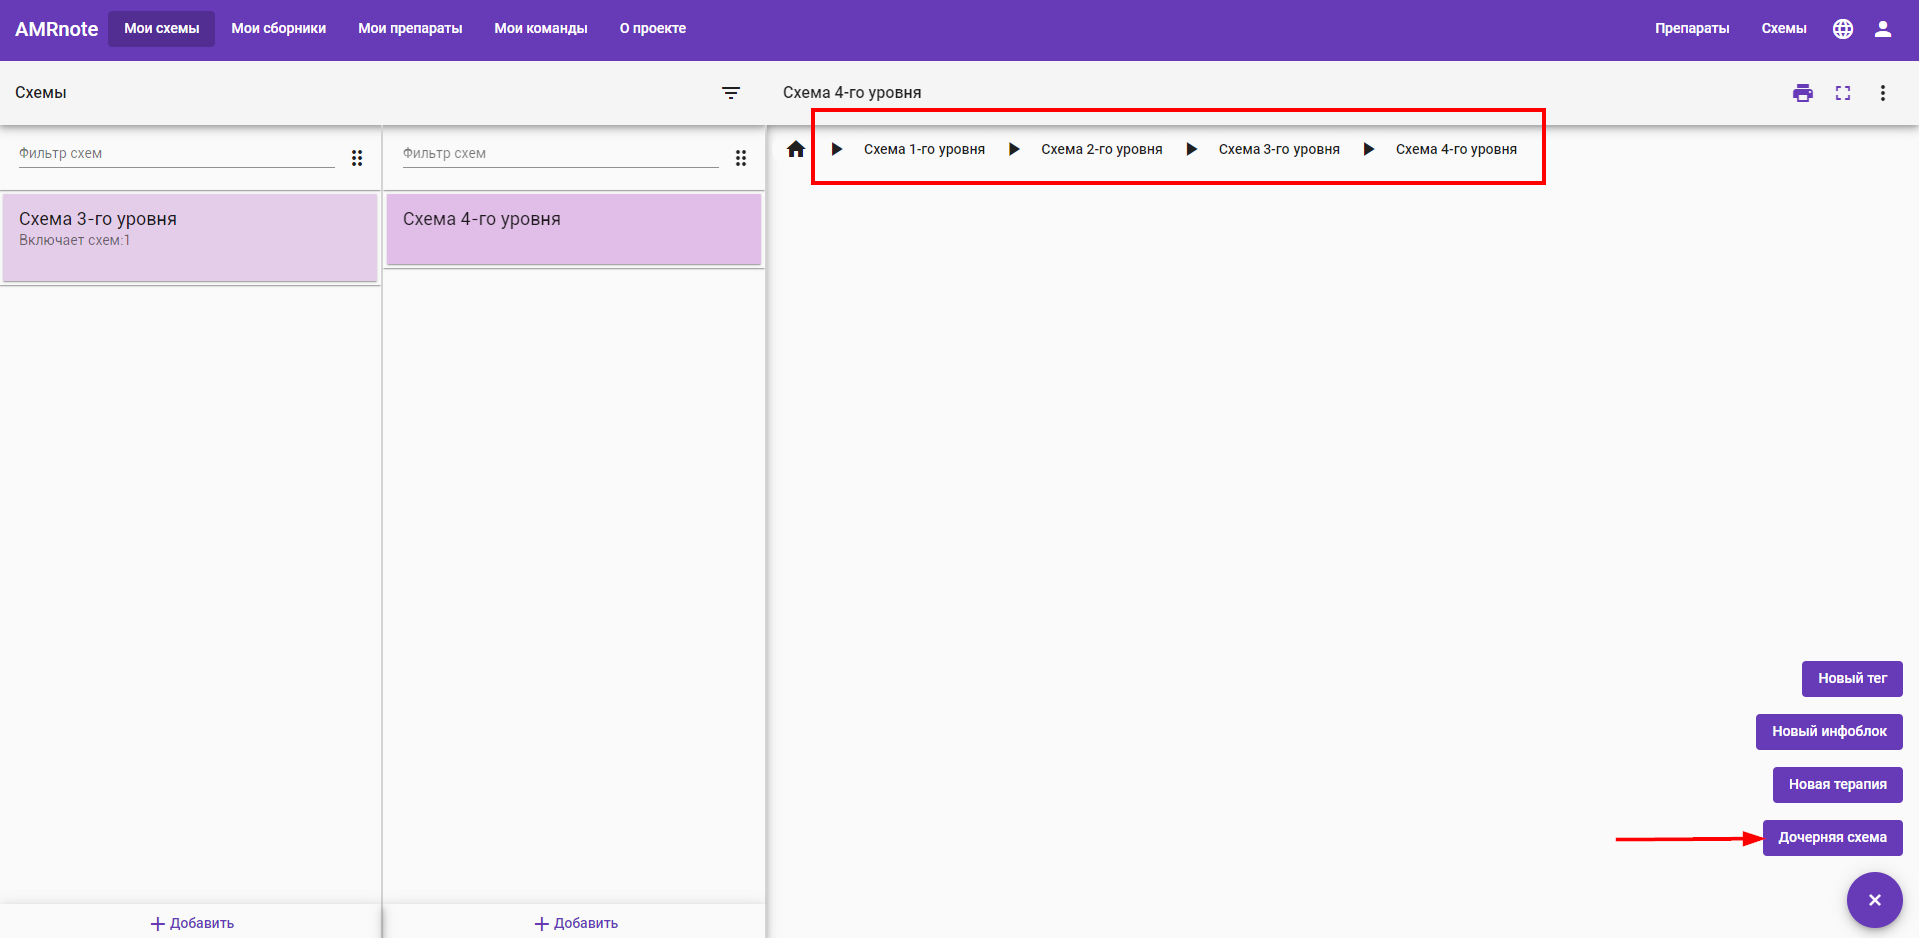 AMRnote Мои схемы Мои сборники Мои препараты Мои команды О проекте Препараты Схемы
Схемы
Схема 4-го уровня
Фильтр схем
Фильтр схем
Схема 1-го уровня Схема 2-го уровня Схема 3-го уровня Схема 4-го уровня
Схема 3-го уровня
Включает схем:1
Схема 4-го уровня
Новый тег
Новый инфоблок
Новая терапия
Дочерняя схема
Добавить
Добавить